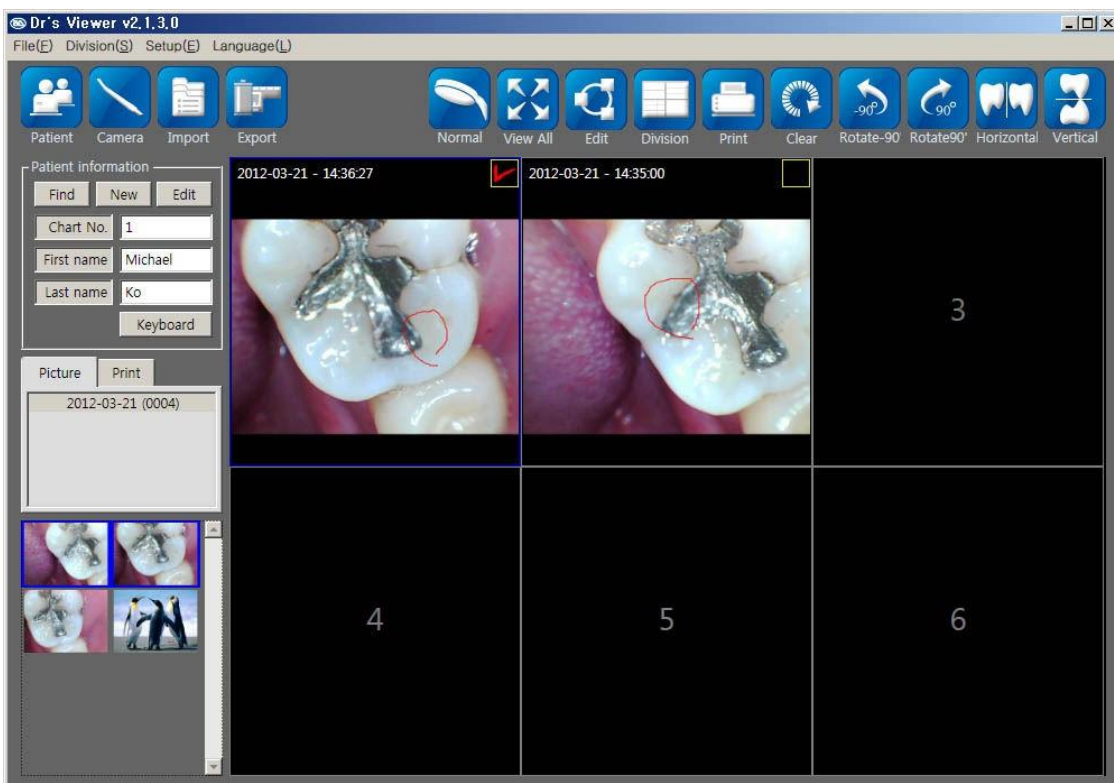 Dr's Viewer v2,1,3,0
File(F) Division(S) Setup(E) Language(L)
Patient Camera Import Export Normal View All Edit Division Print Clear Rotate-90' Rotate90' Horizontal Vertical
-90° 90°
Patient information
Find New Edit
Chart No. 1
First name Michael
Last name Ko
Keyboard
Picture Print
2012-03-21 (0004)
2012-03-21 - 14:36:27
2012-03-21 - 14:35:00
3
4
5
6